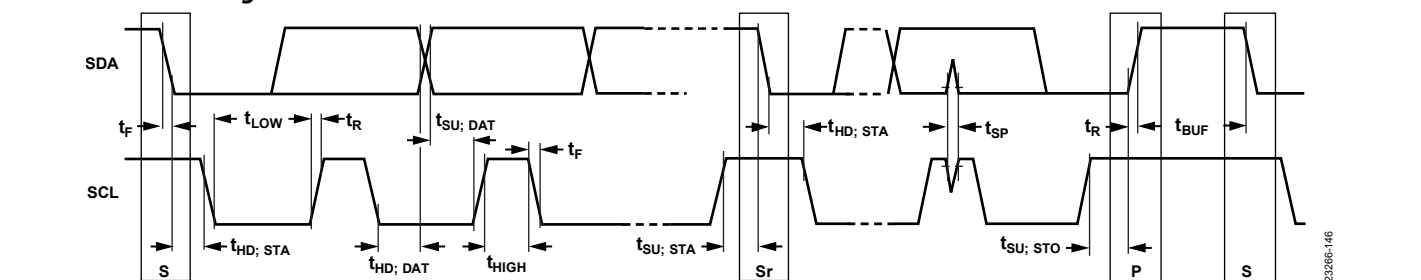 SDA
tF
tLOW
tR
tSU; DAT
tF
tHD; STA
tSP
tR
tBUF
SCL
tHD; STA
tHD; DAT
tHIGH
tSU; STA
tSU; STO
S
Sr
P
S
23266-146